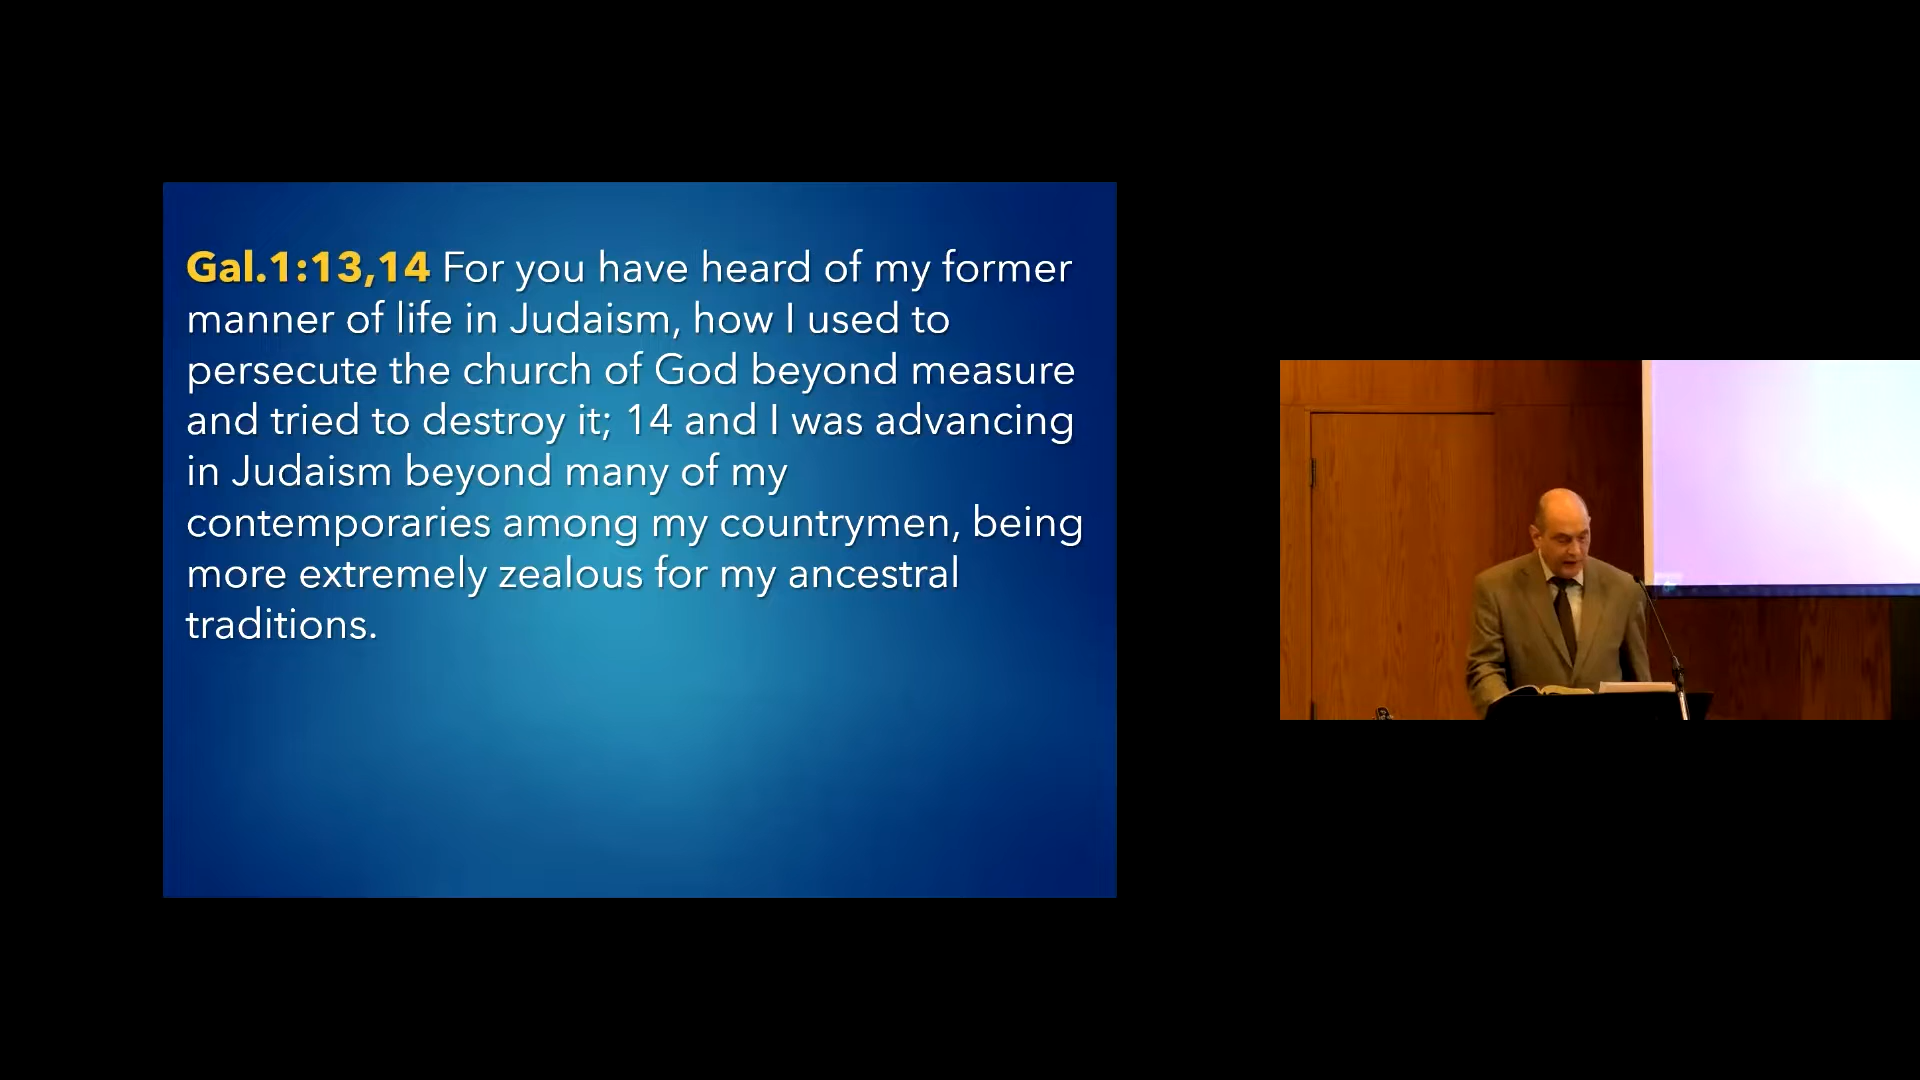 Gal.1:13,14 For you have heard of my former
manner of life in Judaism, how I used to
persecute the church of God beyond measure
and tried to destroy it; 14 and I was advancing
in Judaism beyond many of my
contemporaries among my countrymen, being
more extremely zealous for my ancestral
traditions.